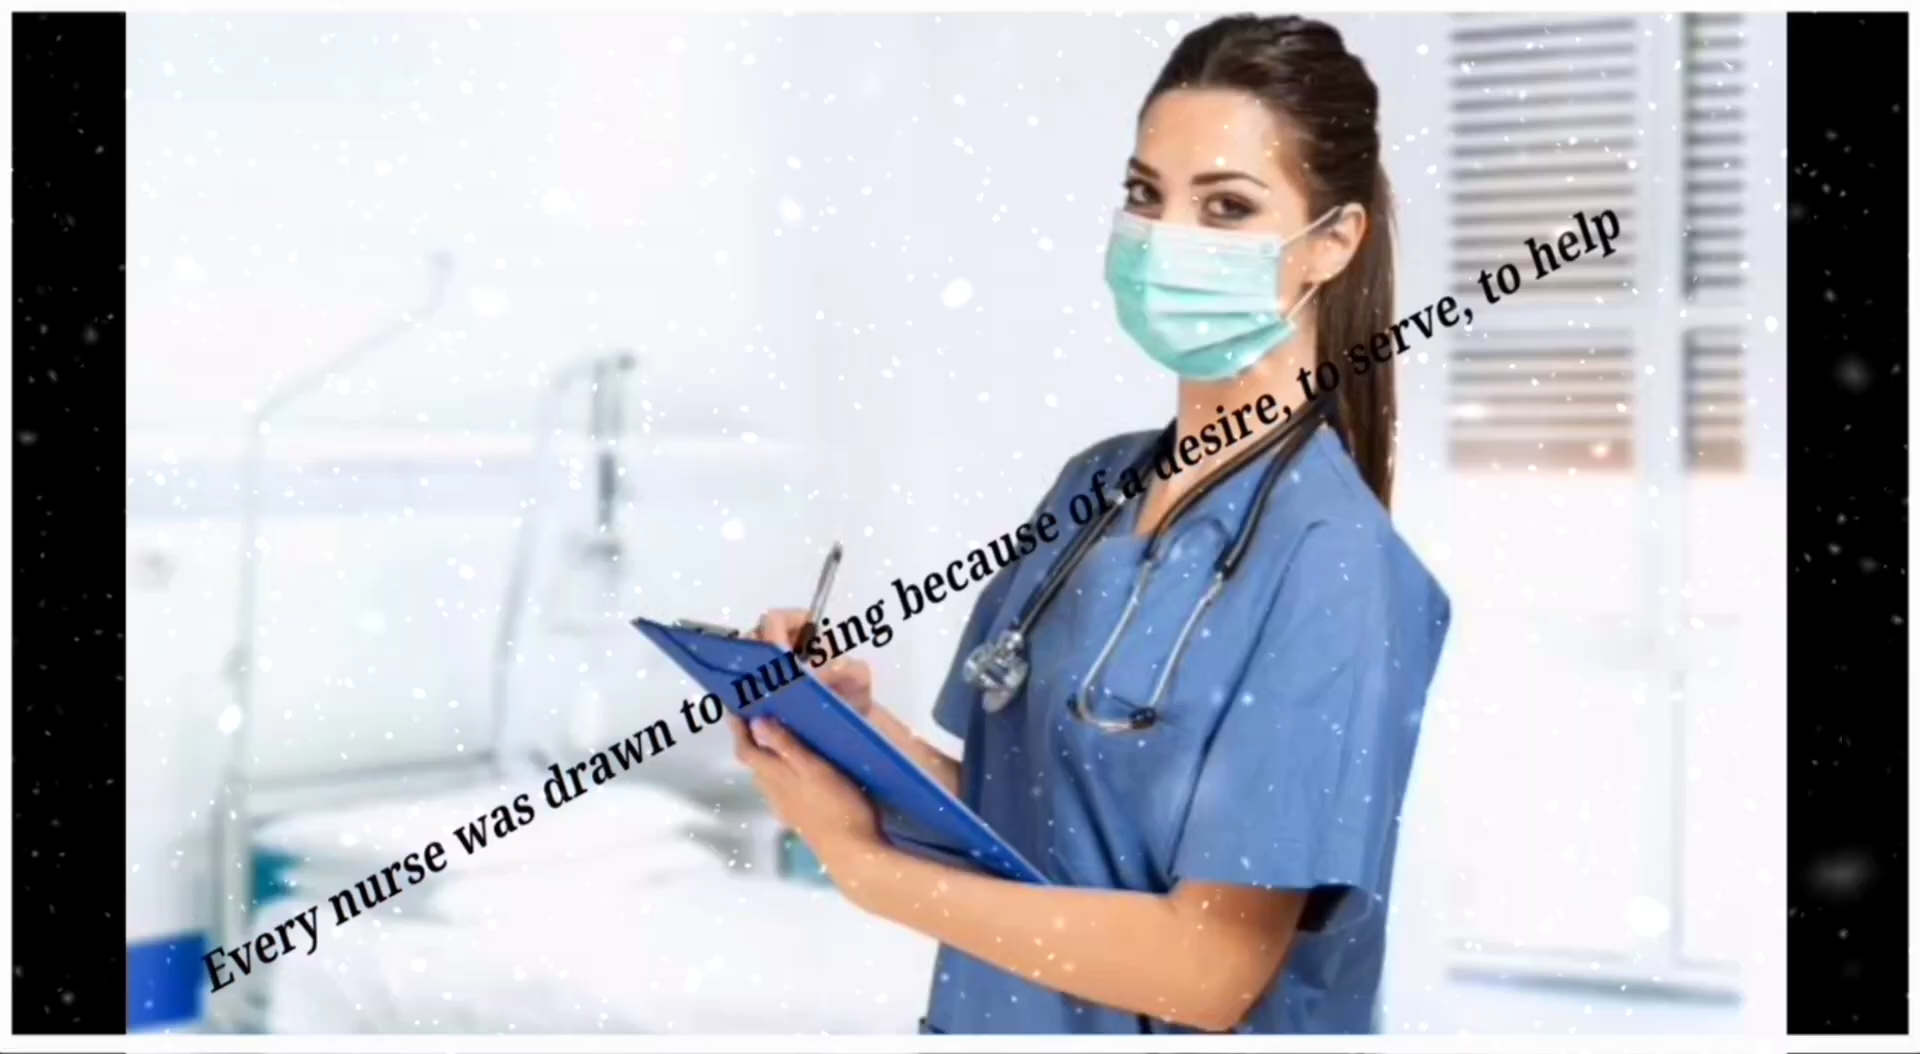 Every nurse was drawn to nursing because of a desire, to serve, to help